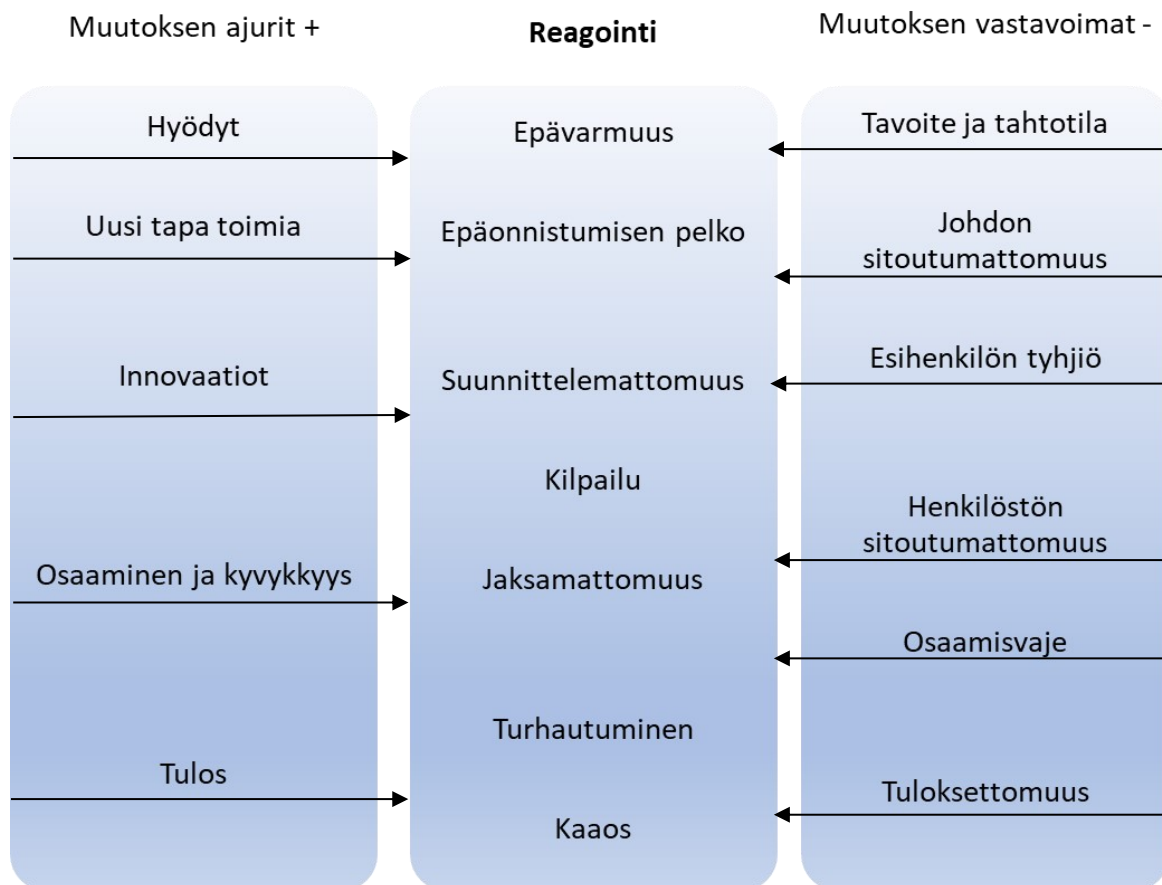 Muutoksen ajurit +
Reagointi
Muutoksen vastavoimat -
Hyödyt
Uusi tapa toimia
Innovaatiot
Osaaminen ja kyvykkyys
Tulos
Epävarmuus
Epäonnistumisen pelko
Suunnittelemattomuus
Kilpailu
Jaksamattomuus
Turhautuminen
Kaaos
Tavoite ja tahtotila
Johdon
sitoutumattomuus
Esihenkilön tyhjiö
Henkilöstön
sitoutumattomuus
Osaamisvaje
Tuloksettomuus